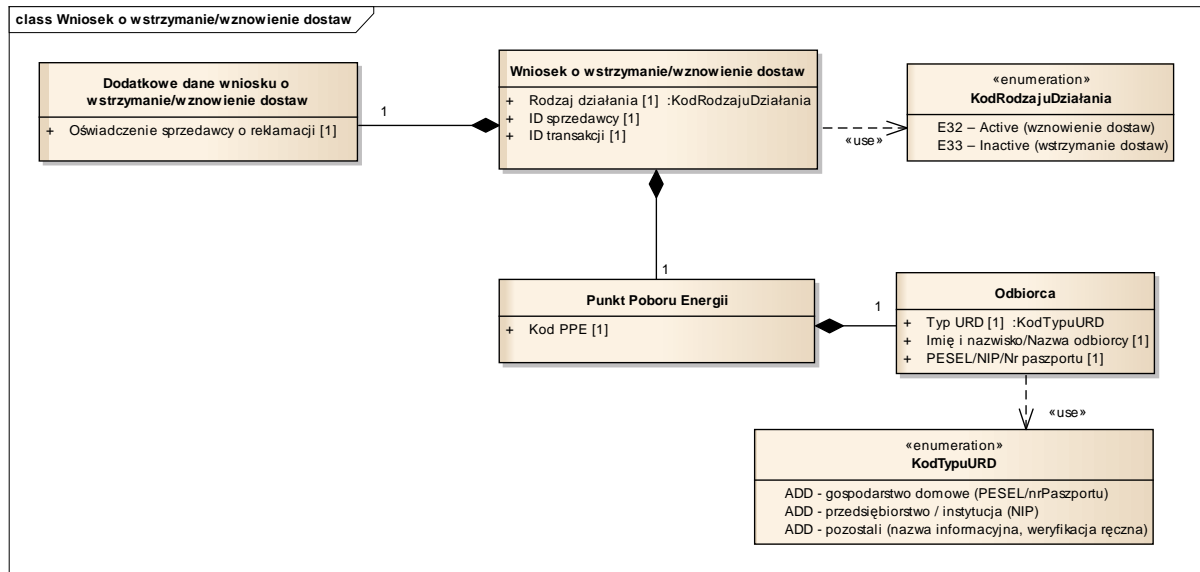 class Wniosek o wstrzymanie/wznowienie dostaw
Dodatkowe dane wniosku o
wstrzymanie/wznowienie dostaw
+ Oświadczenie sprzedawcy o reklamacji [1]
1
Wniosek o wstrzymanie/wznowienie dostaw
+ Rodzaj działania [1] :KodRodzajuDziałania
+ ID sprzedawcy [1]
+ ID transakcji [1]
«use»
«enumeration»
KodRodzajuDziałania
E32 – Active (wznowienie dostaw)
E33 – Inactive (wstrzymanie dostaw)
1
Punkt Poboru Energii
+ Kod PPE [1]
1
Odbiorca
+ Typ URD [1] :KodTypuURD
+ Imię i nazwisko/Nazwa odbiorcy [1]
+ PESEL/NIP/Nr paszportu [1]
«use»
«enumeration»
KodTypuURD
ADD - gospodarstwo domowe (PESEL/nrPaszportu)
ADD - przedsiębiorstwo / instytucja (NIP)
ADD - pozostali (nazwa informacyjna, weryfikacja ręczna)